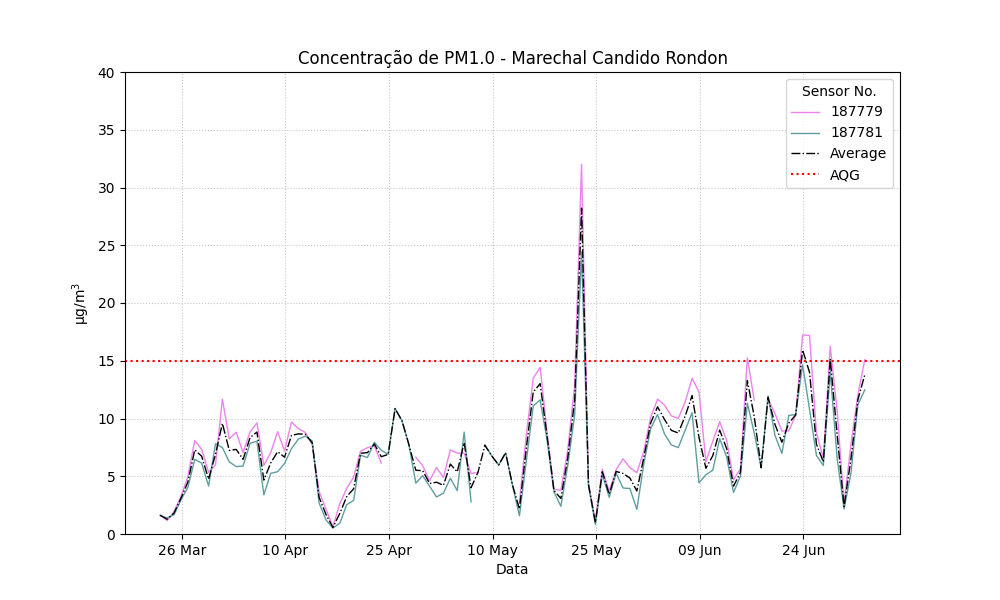 Concentração de PM1.0 - Marechal Candido Rondon
40
35
30
25
20
15
10
5
0
µg/m³
Sensor No.
187779
187781
Average
AQG
26 Mar
10 Apr
25 Apr
10 May
25 May
09 Jun
24 Jun
Data